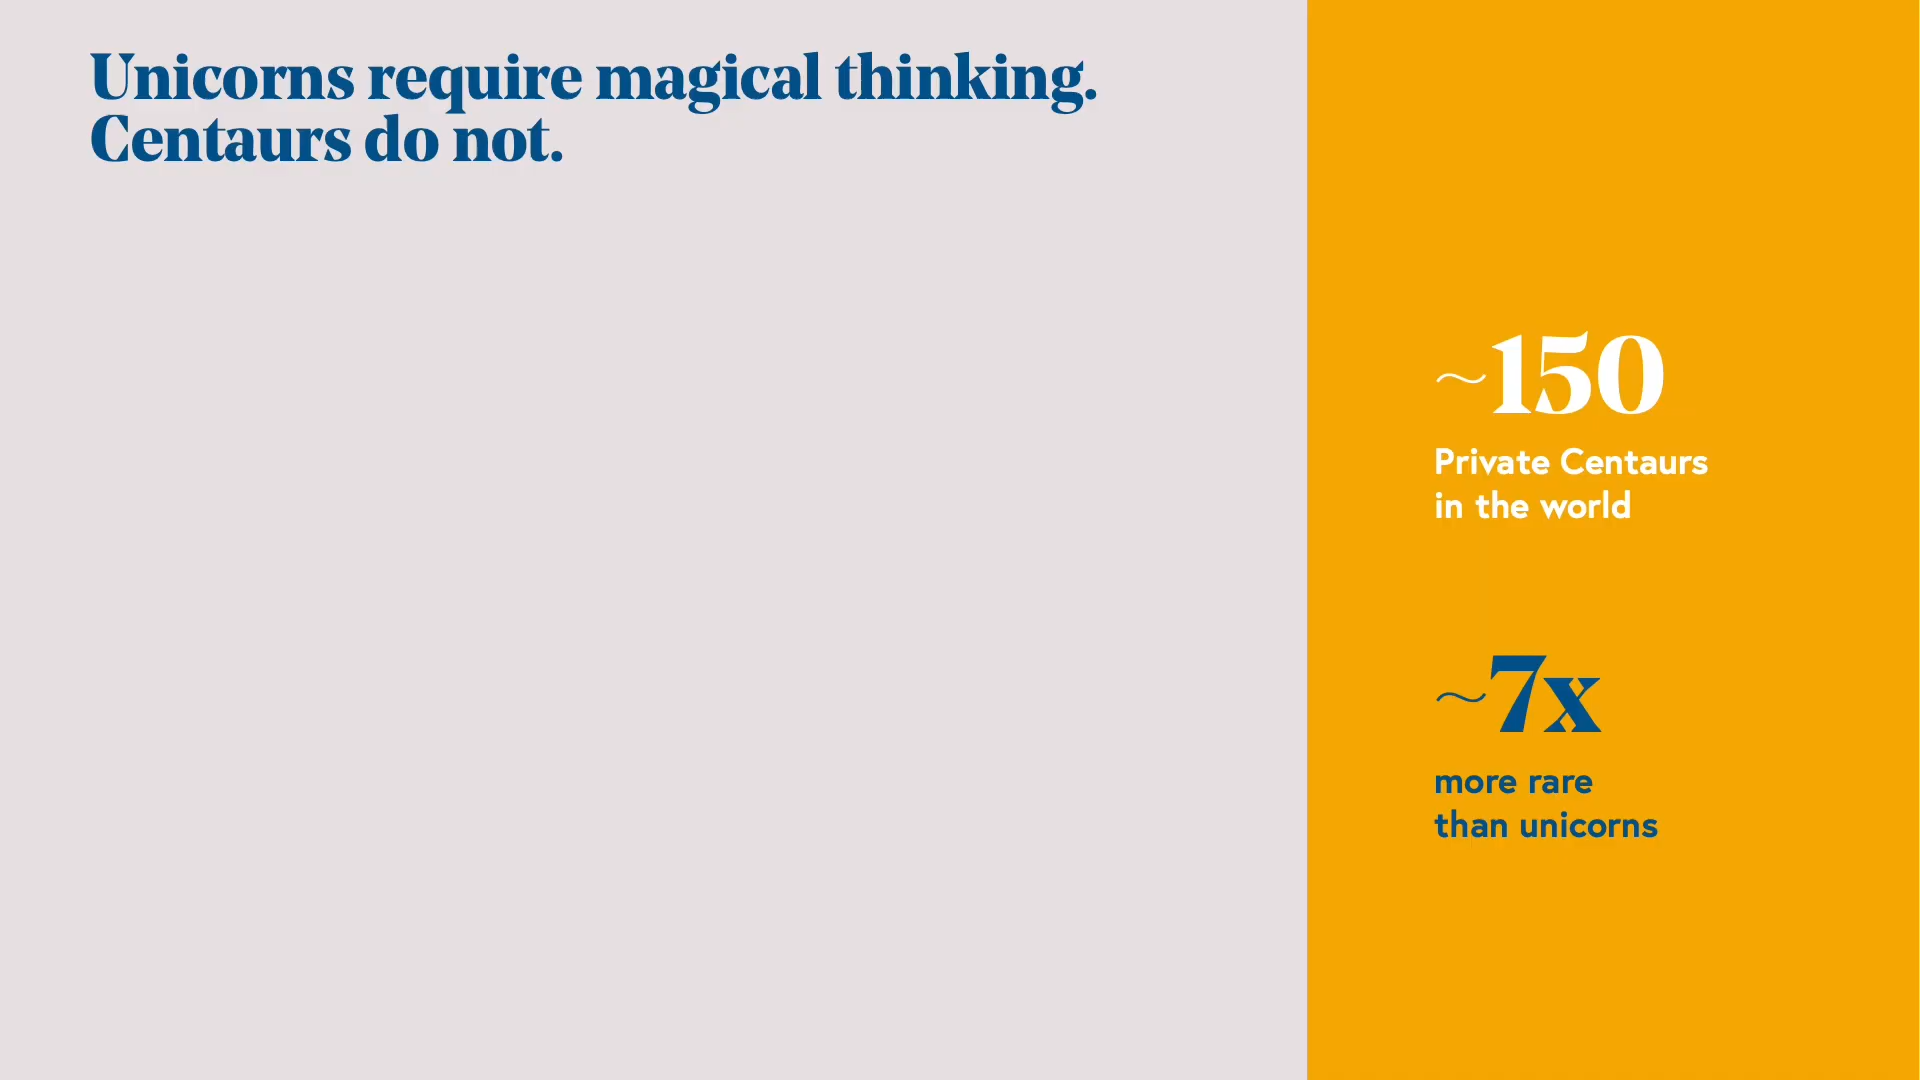 Unicorns require magical thinking.
Centaurs do not.
~150
Private Centaurs
in the world
~7x
more rare
than unicorns